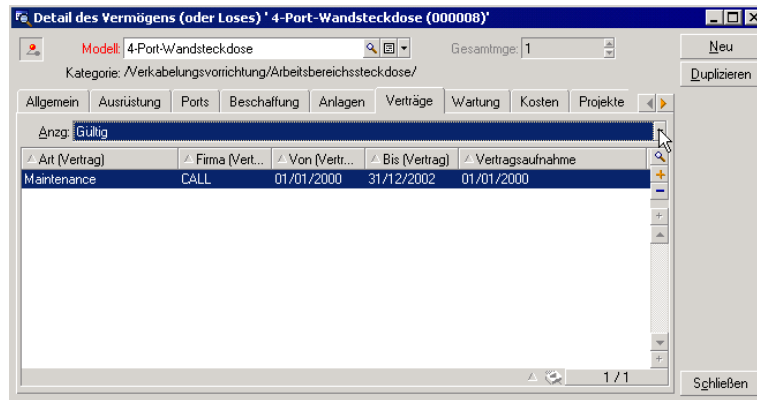 Detail des Vermögens (oder Loses) ' 4-Port-Wandsteckdose (000008)'
Modell: 4-Port-Wandsteckdose Gesamtmge: 1 Neu
Kategorie: /Verkabelungsvorrichtung/Arbeitsbereichssteckdose/ Duplizieren
Allgemein Ausrüstung Ports Beschaffung Anlagen Verträge Wartung Kosten Projekte
Anzg: Gültig
Art (Vertrag) Firma (Vert... Von (Vertr... Bis (Vertrag) Vertragsaufnahme
Maintenance CALL 01/01/2000 31/12/2002 01/01/2000
1 / 1
Schließen